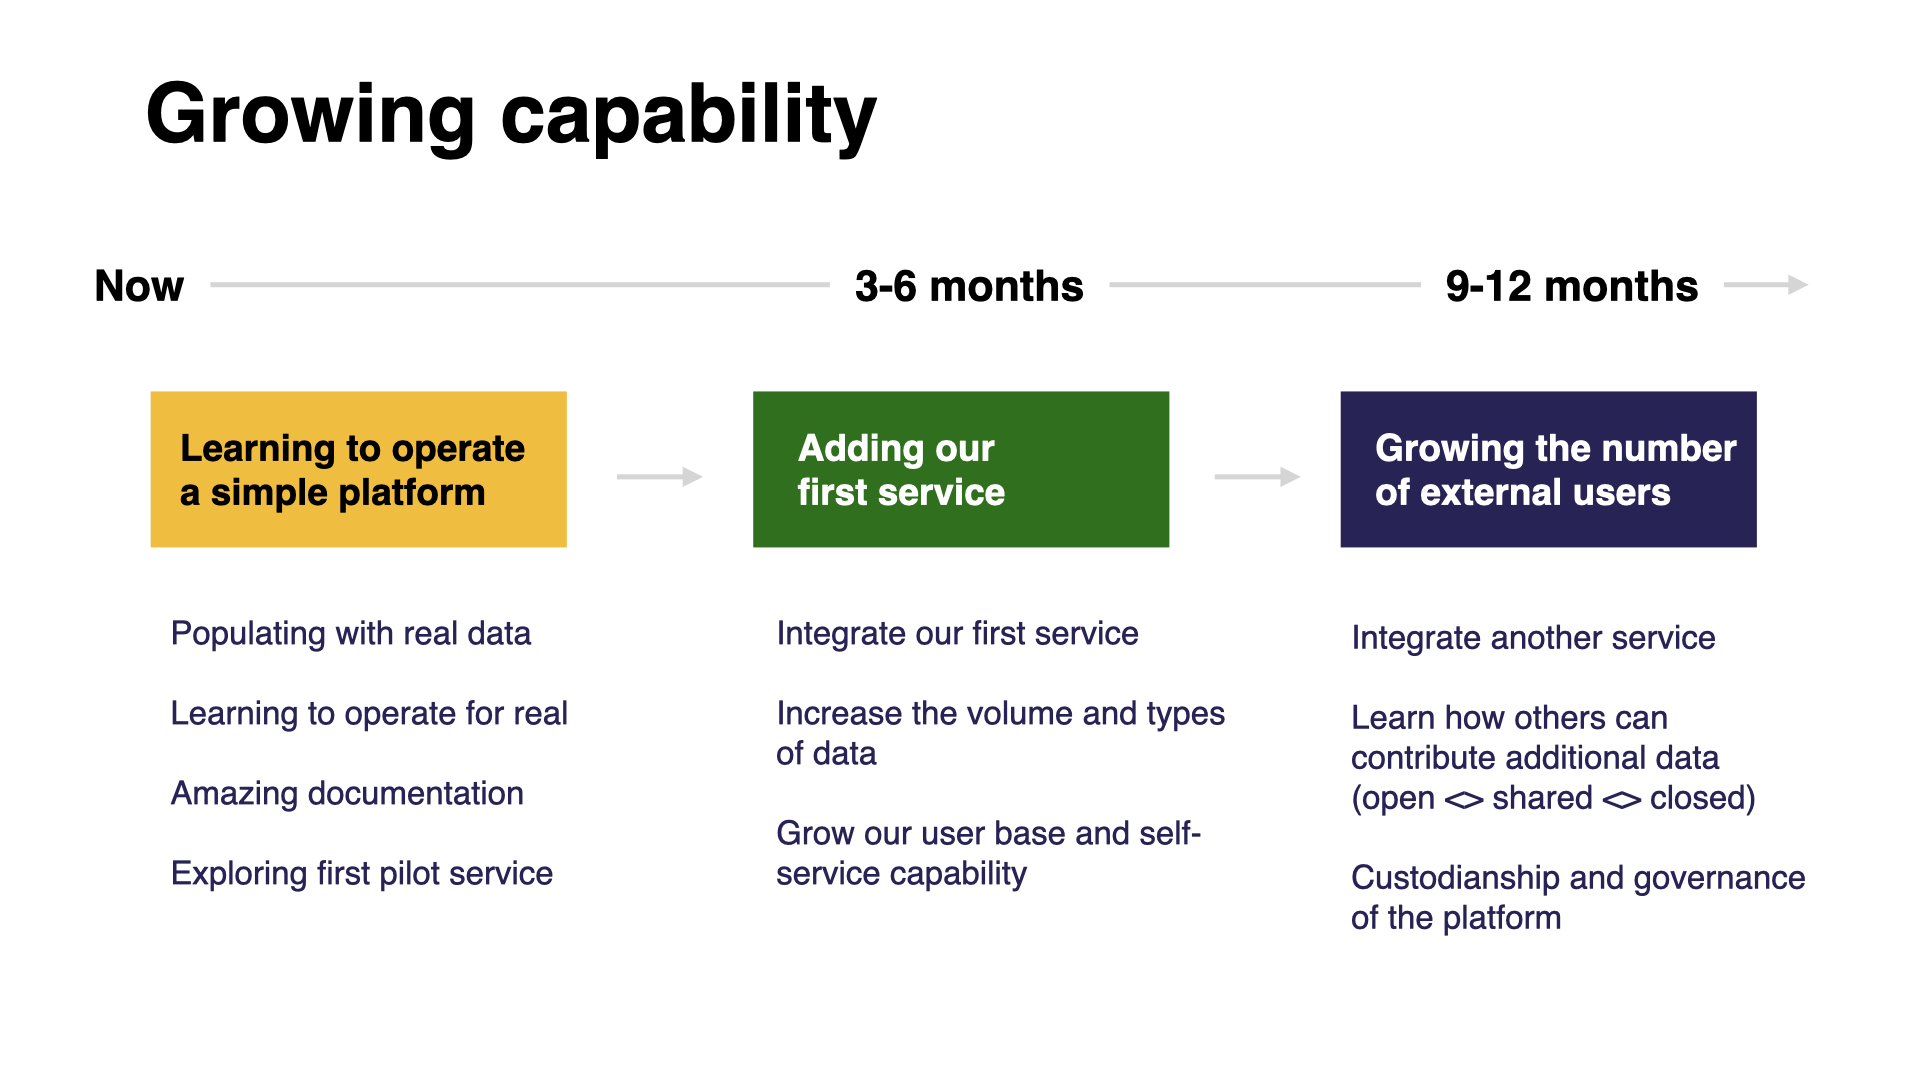 Growing capability
Now
3-6 months
9-12 months
Learning to operate
a simple platform
Adding our
first service
Growing the number
of external users
Populating with real data
Learning to operate for real
Amazing documentation
Exploring first pilot service
Integrate our first service
Increase the volume and types
of data
Grow our user base and self-
service capability
Integrate another service
Learn how others can
contribute additional data
(open <> shared <> closed)
Custodianship and governance
of the platform